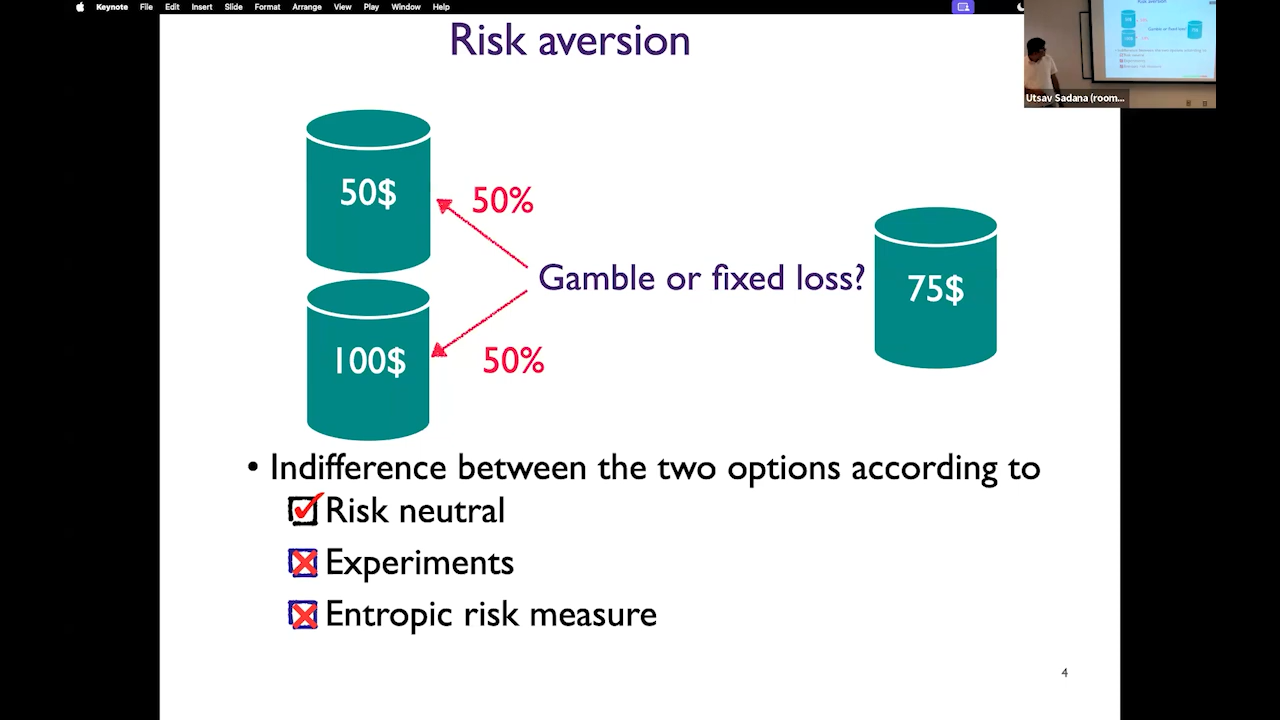 Keynote File Edit Insert Slide Format Arrange View Play Window Help
Risk aversion
Utsav Sadana (room...
50$
50%
Gamble or fixed loss?
75$
100$
50%
• Indifference between the two options according to
Risk neutral
Experiments
Entropic risk measure
4